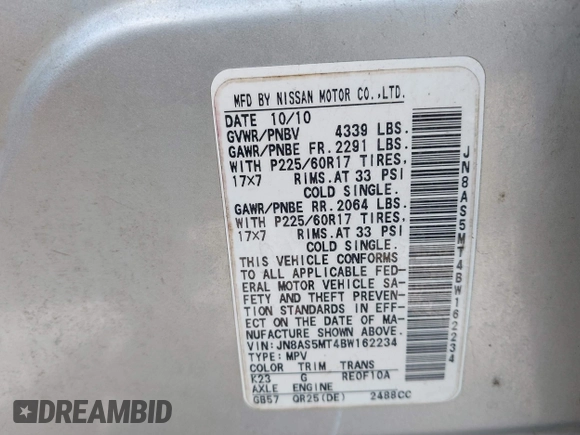 MFD BY NISSAN MOTOR CO.,LTD.
DATE 10/10
GVWR/PNBV 4339 LBS.
GAWR/PNBE FR. 2291 LBS.
WITH P225/60R17 TIRES,
17×7 RIMS.AT 33 PSI
COLD SINGLE.
GAWR/PNBE RR. 2064 LBS.
WITH P225/60R17 TIRES,
17×7 RIMS.AT 33 PSI
COLD SINGLE.
THIS VEHICLE CONFORMS
TO ALL APPLICABLE FED-
ERAL MOTOR VEHICLE SA-
FETY AND THEFT PREVEN-
TION STANDARDS IN EFF-
ECT ON THE DATE OF MA-
NUFACTURE SHOWN ABOVE.
VIN: JN8AS5MT4BW162234
TYPE: MPV
COLOR TRIM TRANS
K23 G RE0F10A
AXLE ENGINE
GB57 QR25(DE) 2488CC
JN8AS5MT4BW162234
RADARVIN.COM